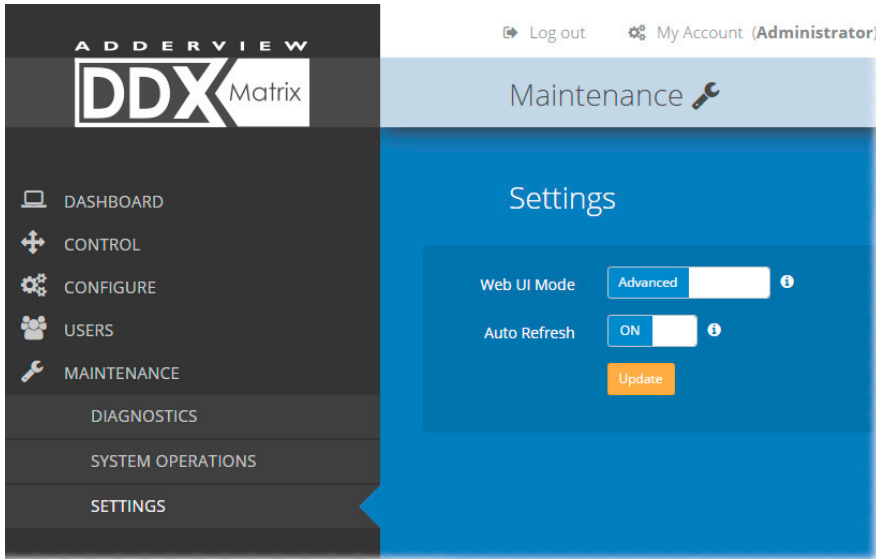 ADDERVIEW
DDX Matrix
Log out
My Account (Administrator)
Maintenance
DASHBOARD
CONTROL
CONFIGURE
USERS
MAINTENANCE
DIAGNOSTICS
SYSTEM OPERATIONS
SETTINGS
Settings
Web UI Mode
Advanced
Auto Refresh
ON
Update